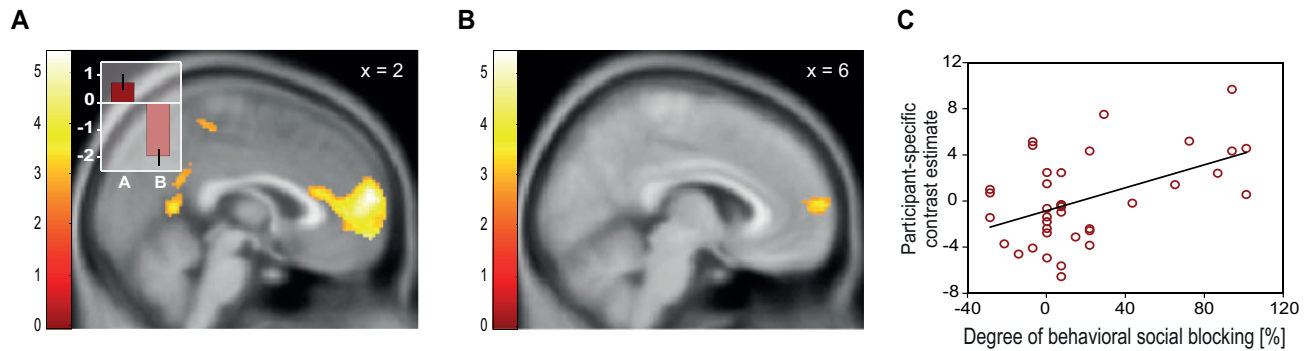 A
5
4
3
2
1
0
1
0
-1
-2
A B
x = 2
B
5
4
3
2
1
0
x = 6
C
Participant-specific
contrast estimate
12
8
4
0
-4
-8
-40 0 40 80 120
Degree of behavioral social blocking [%]